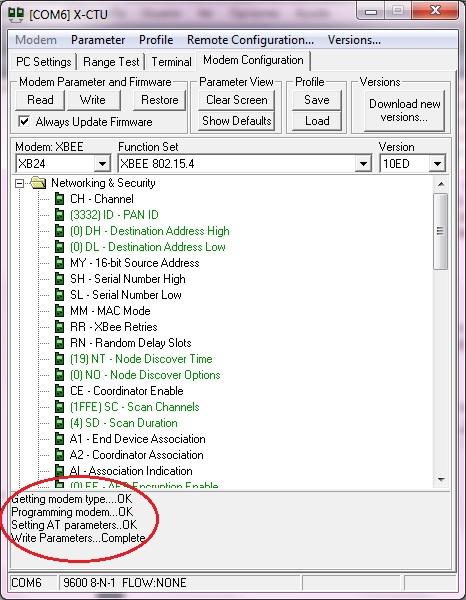 [COM6] X-CTU
Modem Parameter Profile Remote Configuration... Versions...
PC Settings Range Test Terminal Modem Configuration
Modem Parameter and Firmware Parameter View Profile Versions
Read Write Restore Clear Screen Save Download new versions...
Always Update Firmware Show Defaults Load
Modem: XBEE Function Set Version
XB24 XBEE 802.15.4 10ED
Networking & Security
CH - Channel
(3332) ID - PAN ID
(0) DH - Destination Address High
(0) DL - Destination Address Low
MY - 16-bit Source Address
SH - Serial Number High
SL - Serial Number Low
MM - MAC Mode
RR - XBee Retries
RN - Random Delay Slots
(19) NT - Node Discover Time
(0) NO - Node Discover Options
CE - Coordinator Enable
(1FFE) SC - Scan Channels
(4) SD - Scan Duration
A1 - End Device Association
A2 - Coordinator Association
AI - Association Indication
(0) EE - AES Encryption Enable
Getting modem type....OK
Programming modem...OK
Setting AT parameters..OK
Write Parameters...Complete
COM6 9600 8-N-1 FLOW:NONE